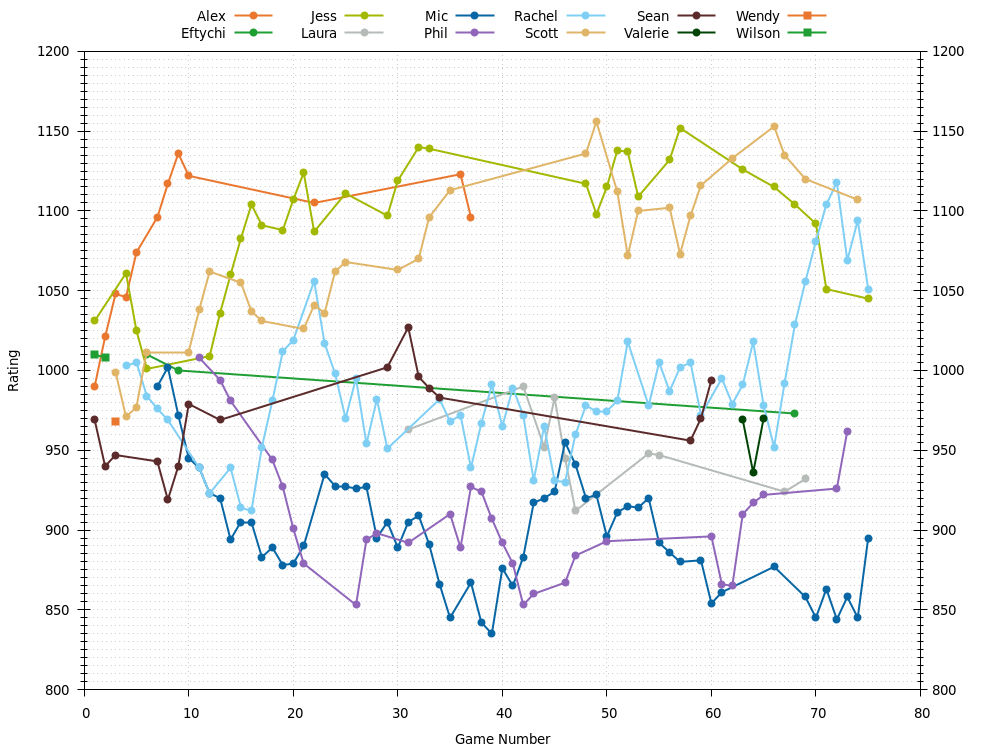 Alex Jess Mic Rachel Sean Wendy
Eftychi Laura Phil Scott Valerie Wilson
1200 1200
1150 1150
1100 1100
1050 1050
1000 1000
950 950
900 900
850 850
800 800
Rating
0 10 20 30 40 50 60 70 80
Game Number